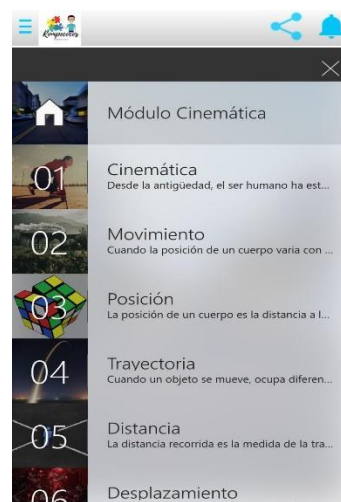 Rompecocos
Módulo Cinemática
01
Cinemática
Desde la antigüedad, el ser humano ha est...
02
Movimiento
Cuando la posición de un cuerpo varia con ...
03
Posición
La posición de un cuerpo es la distancia a l...
04
Trayectoria
Cuando un objeto se mueve, ocupa diferen...
05
Distancia
La distancia recorrida es la medida de la tra...
06
Desplazamiento